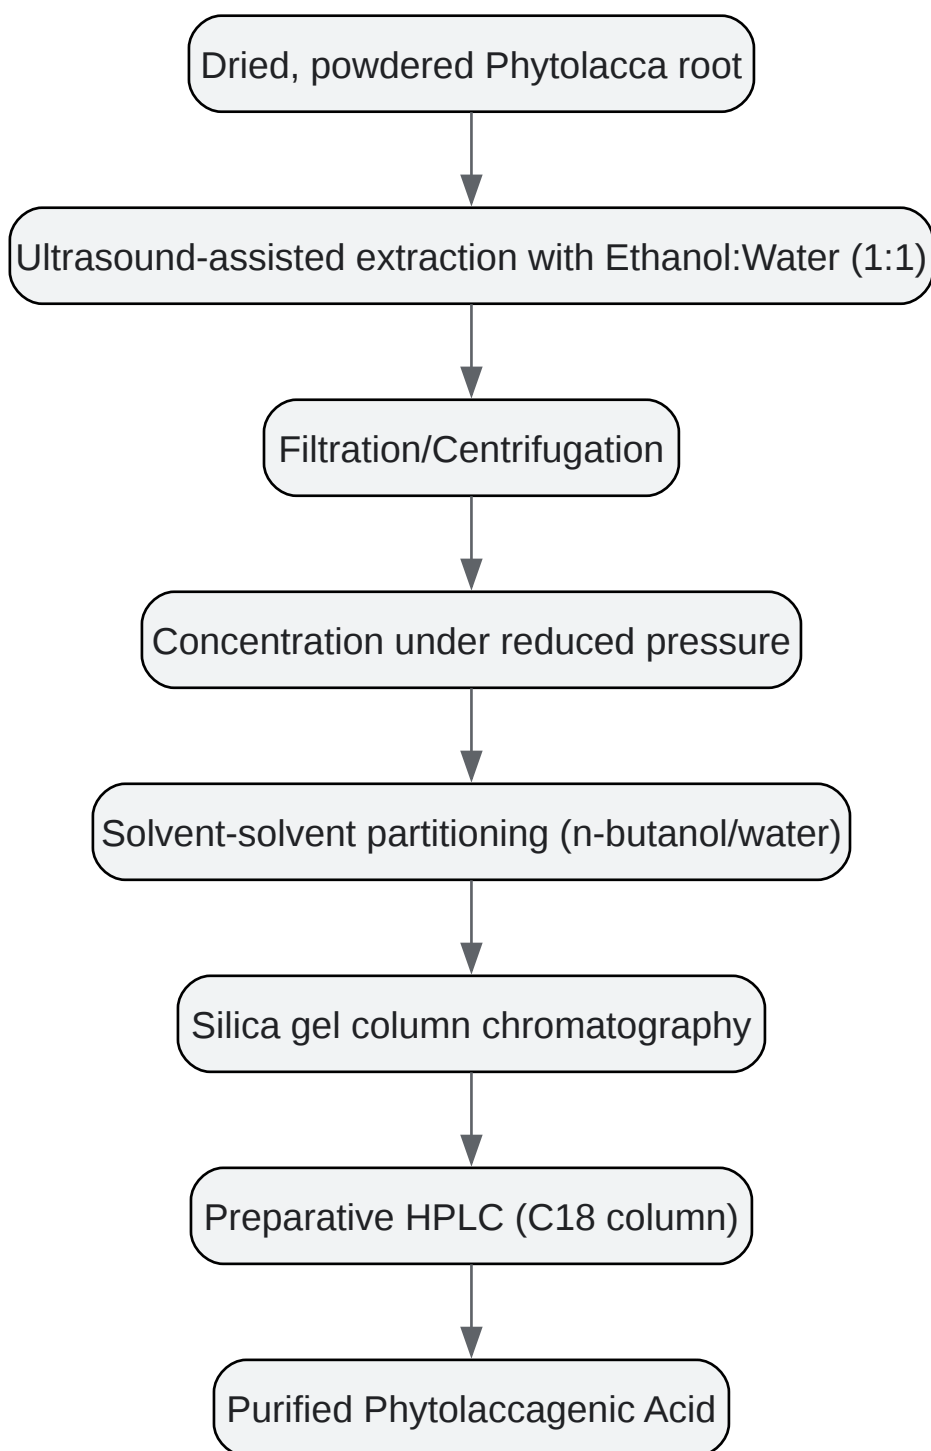 Dried, powdered Phytolacca root
Ultrasound-assisted extraction with Ethanol:Water (1:1)
Filtration/Centrifugation
Concentration under reduced pressure
Solvent-solvent partitioning (n-butanol/water)
Silica gel column chromatography
Preparative HPLC (C18 column)
Purified Phytolaccagenic Acid